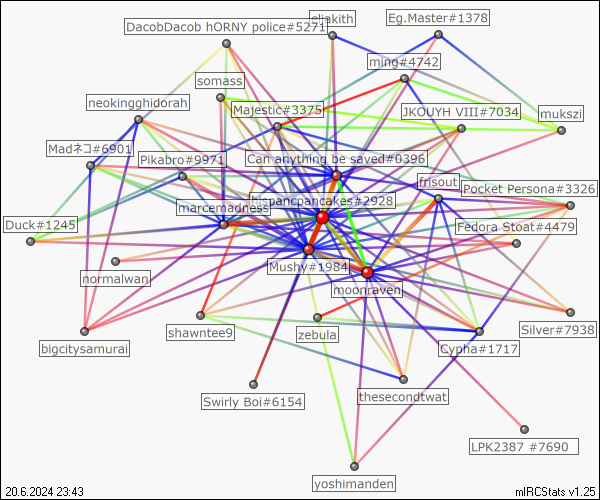 DacobDacob hORNY police#5271
eliakith
Eg.Master#1378
ming#4742
somass
neokingghidorah
Majestic#3375
JKOUYH VIII#7034
mukszi
Madネコ#6901
Pikabro#9971
Can anything be saved#0396
frisout
Pocket Persona#3326
hispancpancakes#2928
marcemadness
Duck#1245
Fedora Stoat#4479
Mushy#1984
normalwan
moonraven
shawntee9
zebula
Silver#7938
bigcitysamurai
Cypha#1717
Swirly Boi#6154
thesecondtwat
LPK2387 #7690
yoshimanden
20.6.2024 23:43
mIRCStats v1.25